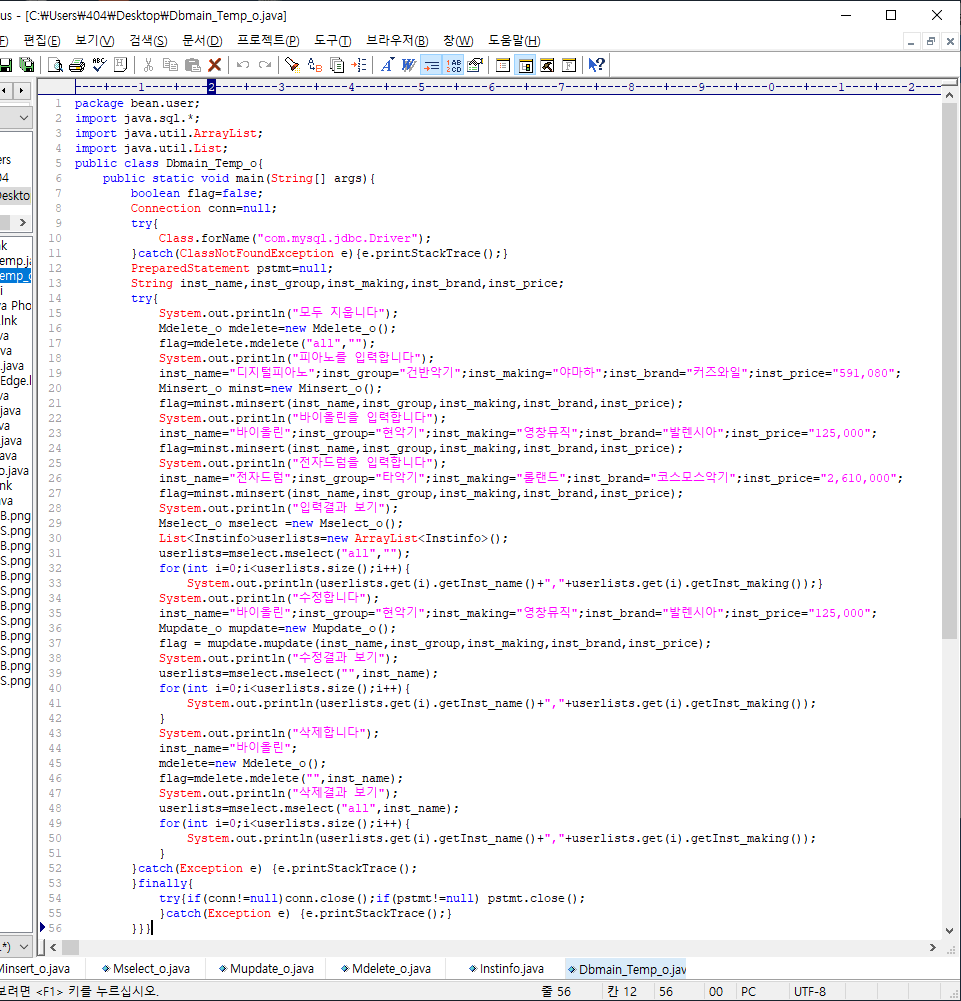 us - [C:₩Users₩404₩Desktop₩Dbmain_Temp_o.java]
편집(E) 보기(V) 검색(S) 문서(D) 프로젝트(P) 도구(T) 브라우저(B) 창(W) 도움말(H)
----+----1----+----2----+----3----+----4----+----5----+----6----+----7----+----8----+----9----+----0----+----1----+----2--
1 package bean.user;
2 import java.sql.*;
3 import java.util.ArrayList;
4 import java.util.List;
5 public class Dbmain_Temp_o{
6 public static void main(String[] args){
7 boolean flag=false;
8 Connection conn=null;
9 try{
10 Class.forName("com.mysql.jdbc.Driver");
11 }catch(ClassNotFoundException e){e.printStackTrace();}
12 PreparedStatement pstmt=null;
13 String inst_name,inst_group,inst_making,inst_brand,inst_price;
14 try{
15 System.out.println("모두 지웁니다");
16 Mdelete_o mdelete=new Mdelete_o();
17 flag=mdelete.mdelete("all","");
18 System.out.println("피아노를 입력합니다");
19 inst_name="디지털피아노";inst_group="건반악기";inst_making="야마하";inst_brand="커즈와일";inst_price="591,080";
20 Minsert_o minst=new Minsert_o();
21 flag=minst.minsert(inst_name,inst_group,inst_making,inst_brand,inst_price);
22 System.out.println("바이올린을 입력합니다");
23 inst_name="바이올린";inst_group="현악기";inst_making="영창뮤직";inst_brand="발렌시아";inst_price="125,000";
24 flag=minst.minsert(inst_name,inst_group,inst_making,inst_brand,inst_price);
25 System.out.println("전자드럼을 입력합니다");
26 inst_name="전자드럼";inst_group="타악기";inst_making="롤랜드";inst_brand="코스모스악기";inst_price="2,610,000";
27 flag=minst.minsert(inst_name,inst_group,inst_making,inst_brand,inst_price);
28 System.out.println("입력결과 보기");
29 Mselect_o mselect =new Mselect_o();
30 List<Instinfo>userlists=new ArrayList<Instinfo>();
31 userlists=mselect.mselect("all","");
32 for(int i=0;i<userlists.size();i++){
33 System.out.println(userlists.get(i).getInst_name()+","+userlists.get(i).getInst_making());}
34 System.out.println("수정합니다");
35 inst_name="바이올린";inst_group="현악기";inst_making="영창뮤직";inst_brand="발렌시아";inst_price="125,000";
36 Mupdate_o mupdate=new Mupdate_o();
37 flag = mupdate.mupdate(inst_name,inst_group,inst_making,inst_brand,inst_price);
38 System.out.println("수정결과 보기");
39 userlists=mselect.mselect("",inst_name);
40 for(int i=0;i<userlists.size();i++){
41 System.out.println(userlists.get(i).getInst_name()+","+userlists.get(i).getInst_making());
42 }
43 System.out.println("삭제합니다");
44 inst_name="바이올린";
45 mdelete=new Mdelete_o();
46 flag=mdelete.mdelete("",inst_name);
47 System.out.println("삭제결과 보기");
48 userlists=mselect.mselect("all",inst_name);
49 for(int i=0;i<userlists.size();i++){
50 System.out.println(userlists.get(i).getInst_name()+","+userlists.get(i).getInst_making());
51 }
52 }catch(Exception e) {e.printStackTrace();
53 }finally{
54 try{if(conn!=null)conn.close();if(pstmt!=null) pstmt.close();
55 }catch(Exception e) {e.printStackTrace();}
56 }}}
ers
04
Deskto
nk
emp.ja
emp_o
i
va Pho
.lnk
va
va
.java
Edge.l
va
java
va
java
ava
o.java
nk
va
B.png
S.png
B.png
S.png
B.png
S.png
B.png
S.png
B.png
S.png
B.png
S.png
.*)
Minsert_o.java Mselect_o.java Mupdate_o.java Mdelete_o.java Instinfo.java Dbmain_Temp_o.jav
보려면 <F1> 키를 누르십시오. 줄 56 칸 12 56 00 PC UTF-8